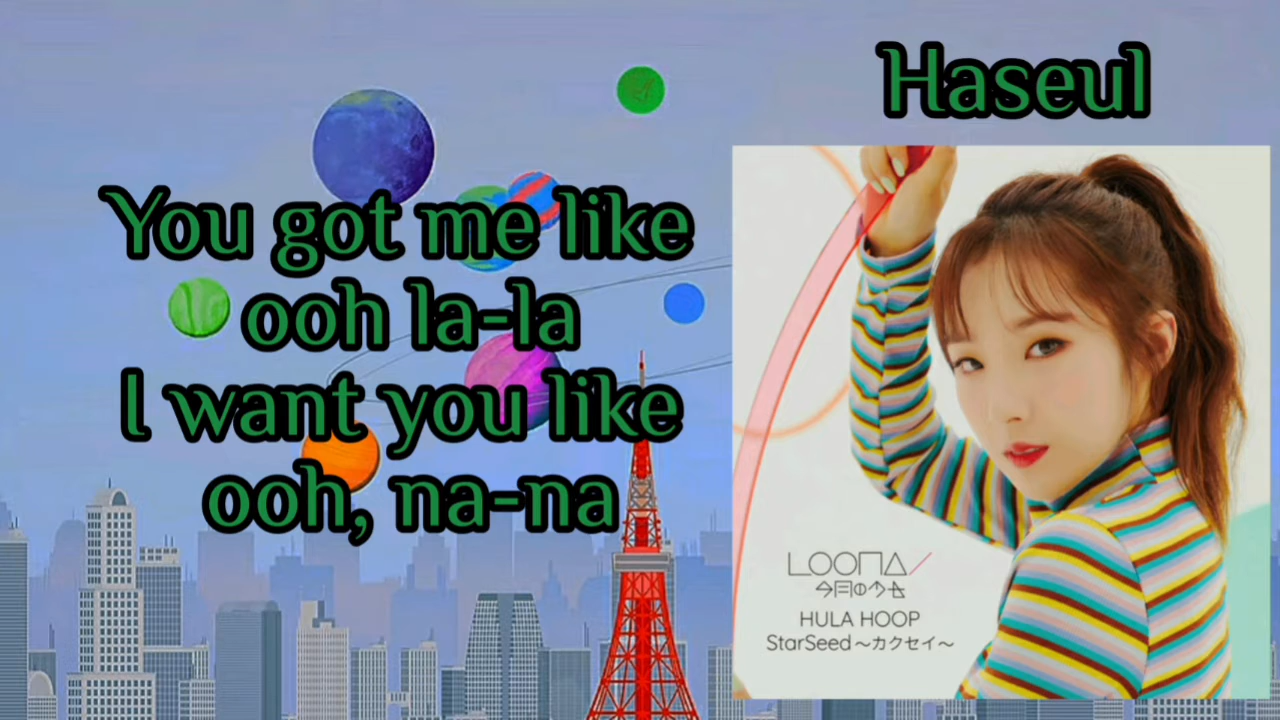 Haseul
You got me like
ooh la-la
I want you like
ooh, na-na
LOOΠΔ/
今月の少女
HULA HOOP
StarSeed～カクセイ～